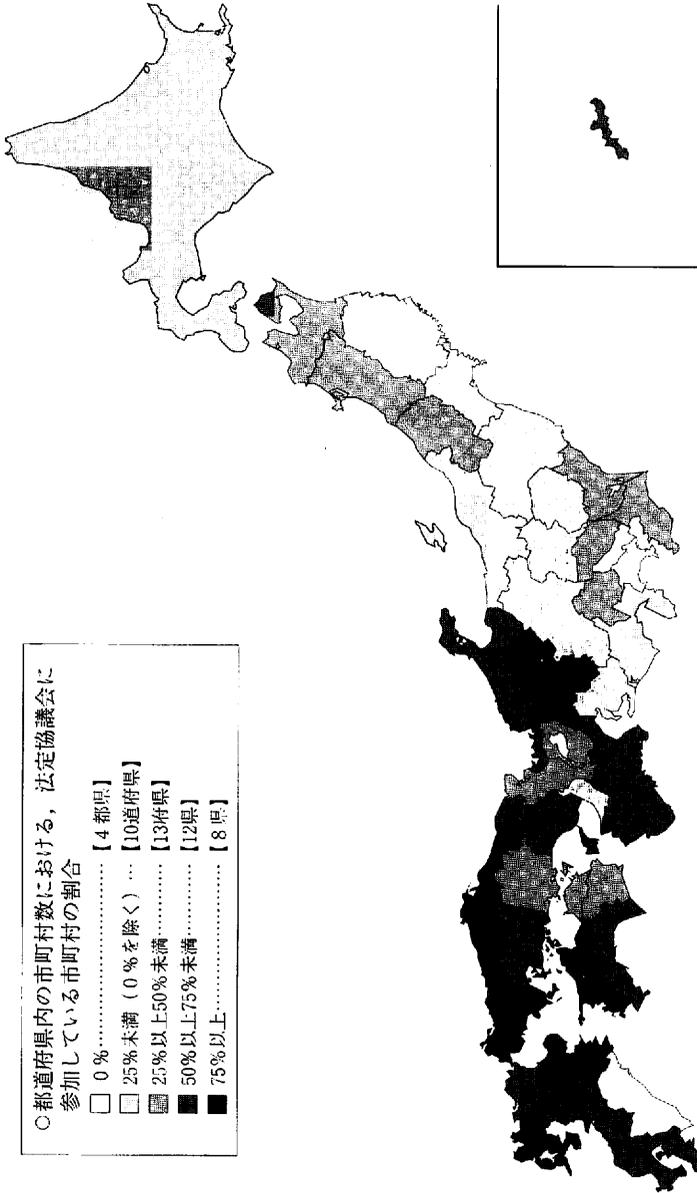 ○都道府県内の市町村数における，法定協議会に
参加している市町村の割合
0％……………………【4都県】
25％未満（0％を除く）…【10道府県】
25％以上50％未満…………【13府県】
50％以上75％未満…………【12県】
75％以上……………………【8県】